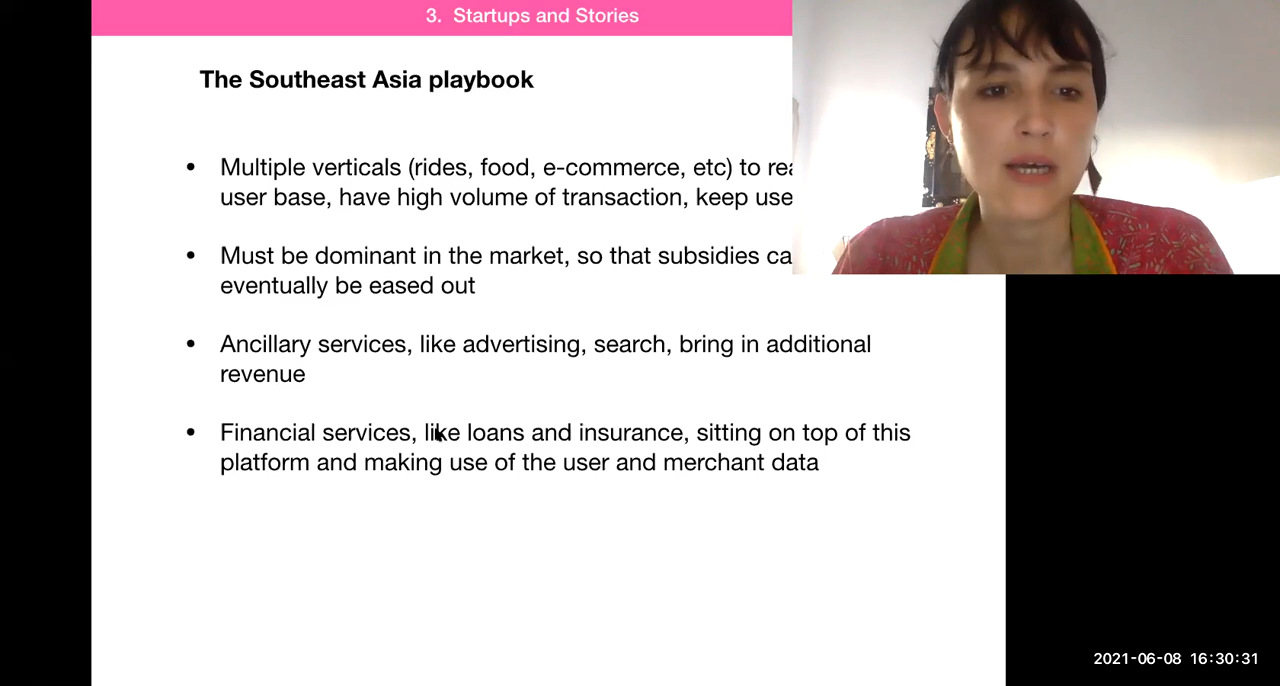 3. Startups and Stories
The Southeast Asia playbook
• Multiple verticals (rides, food, e-commerce, etc) to
user base, have high volume of transaction, keep
• Must be dominant in the market, so that subsidies
eventually be eased out
• Ancillary services, like advertising, search, bring in additional
revenue
• Financial services, like loans and insurance, sitting on top of this
platform and making use of the user and merchant data
2021-06-08 16:30:31